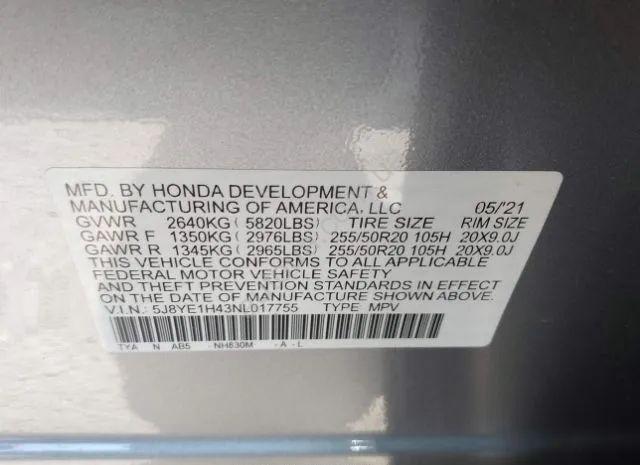 MFD. BY HONDA DEVELOPMENT &
MANUFACTURING OF AMERICA, LLC 05/'21
GVWR 2640KG ( 5820LBS) TIRE SIZE RIM SIZE
GAWR F 1350KG ( 2976LBS) 255/50R20 105H 20X9.0J
GAWR R 1345KG ( 2965LBS) 255/50R20 105H 20X9.0J
THIS VEHICLE CONFORMS TO ALL APPLICABLE
FEDERAL MOTOR VEHICLE SAFETY
AND THEFT PREVENTION STANDARDS IN EFFECT
ON THE DATE OF MANUFACTURE SHOWN ABOVE.
V.I.N.: 5J8YE1H43NL017755 TYPE: MPV
TYA N AB5 NH830M - A - L